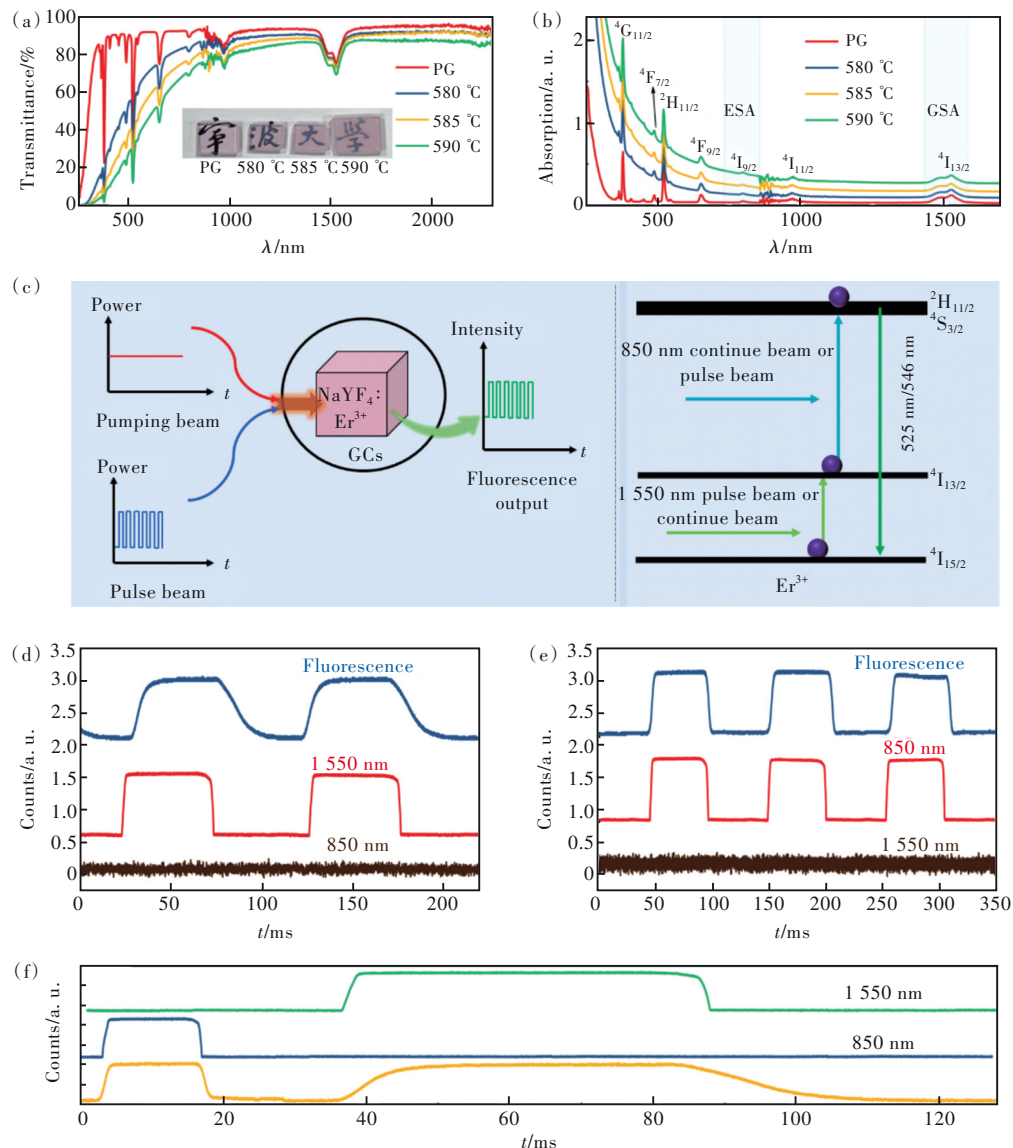 (a)
100
80
60
40
20
0
Transmittance/%
PG
580 ℃
585 ℃
590 ℃
寧 波 大 學
PG 580 ℃ 585 ℃ 590 ℃
500 1000 1500 2000
λ/nm
(b)
2
1
0
Absorption/a. u.
⁴G₁₁/₂
⁴F₇/₂
²H₁₁/₂
⁴F₉/₂
ESA
⁴I₉/₂
⁴I₁₁/₂
GSA
⁴I₁₃/₂
PG
580 ℃
585 ℃
590 ℃
500 1000 1500
λ/nm
(c)
Power
t
Pumping beam
Power
t
Pulse beam
NaYF₄:
Er³⁺
GCs
Intensity
t
Fluorescence
output
²H₁₁/₂
⁴S₃/₂
850 nm continue beam or
pulse beam
525 nm/546 nm
⁴I₁₃/₂
1 550 nm pulse beam or
continue beam
⁴I₁₅/₂
Er³⁺
(d)
3.5
3.0
2.5
2.0
1.5
1.0
0.5
0
Counts/a. u.
Fluorescence
1 550 nm
850 nm
0 50 100 150 200
t/ms
(e)
3.5
3.0
2.5
2.0
1.5
1.0
0.5
0
Counts/a. u.
Fluorescence
850 nm
1 550 nm
0 50 100 150 200 250 300 350
t/ms
(f)
Counts/a. u.
1 550 nm
850 nm
0 20 40 60 80 100 120
t/ms